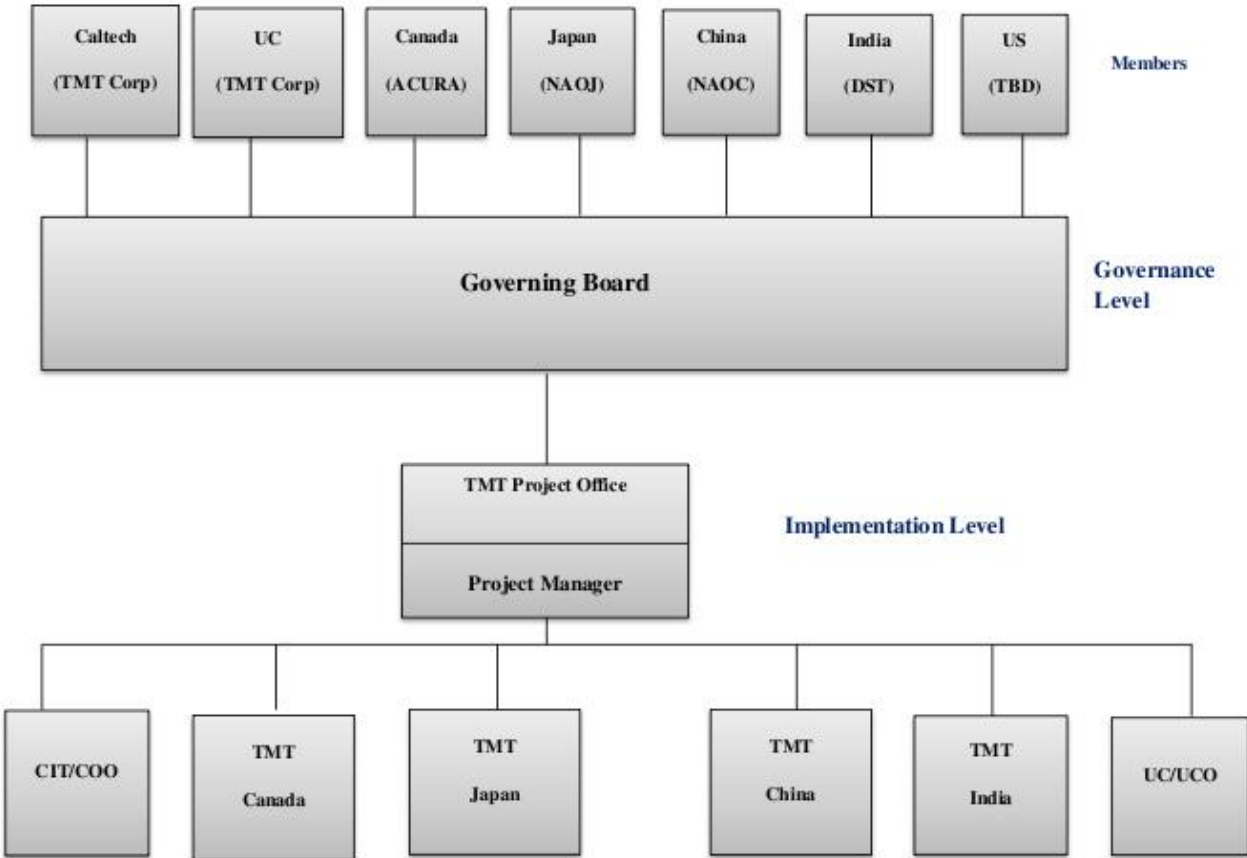 Caltech
(TMT Corp)
UC
(TMT Corp)
Canada
(ACURA)
Japan
(NAOJ)
China
(NAOC)
India
(DST)
US
(TBD)
Members
Governing Board
Governance
Level
TMT Project Office
Implementation Level
Project Manager
CIT/COO
TMT
Canada
TMT
Japan
TMT
China
TMT
India
UC/UCO